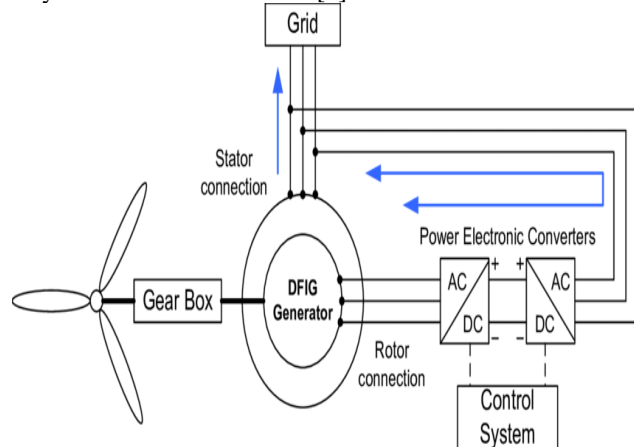 Grid
Stator
connection
Power Electronic Converters
DFIG
Generator
Gear Box
AC
DC
+ +
- -
AC
DC
Rotor
connection
Control
System